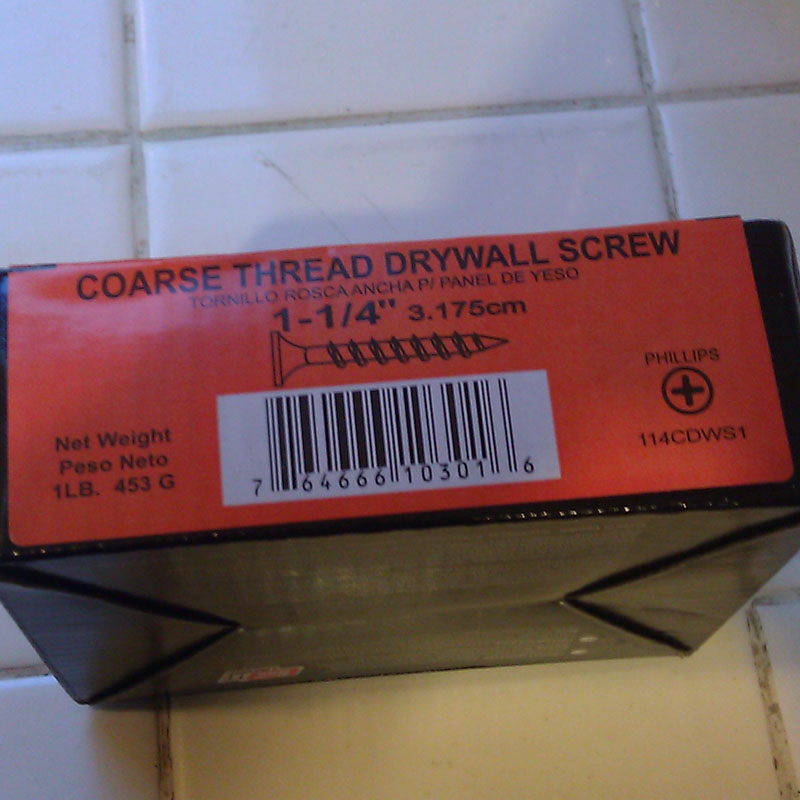 COARSE THREAD DRYWALL SCREW
TORNILLO ROSCA ANCHA P/ PANEL DE YESO
1-1/4" 3.175cm
PHILLIPS
114CDWS1
Net Weight
Peso Neto
1LB. 453 G
7 64666 10301 6